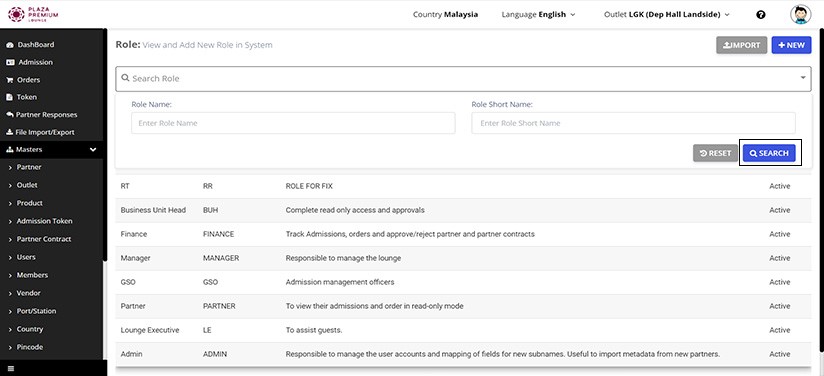 PLAZA
PREMIUM
LOUNGE
Country Malaysia
Language English
Outlet LGK (Dep Hall Landside)
DashBoard
Admission
Orders
Token
Partner Responses
File Import/Export
Masters
Partner
Outlet
Product
Admission Token
Partner Contract
Users
Members
Vendor
Port/Station
Country
Pincode
Role: View and Add New Role in System
IMPORT
+ NEW
Search Role
Role Name:
Role Short Name:
Enter Role Name
Enter Role Short Name
RESET
SEARCH
RT RR ROLE FOR FIX Active
Business Unit Head BUH Complete read only access and approvals Active
Finance FINANCE Track Admissions, orders and approve/reject partner and partner contracts Active
Manager MANAGER Responsible to manage the lounge Active
GSO GSO Admission management officers Active
Partner PARTNER To view their admissions and order in read-only mode Active
Lounge Executive LE To assist guests. Active
Admin ADMIN Responsible to manage the user accounts and mapping of fields for new subnames. Useful to import metadata from new partners. Active